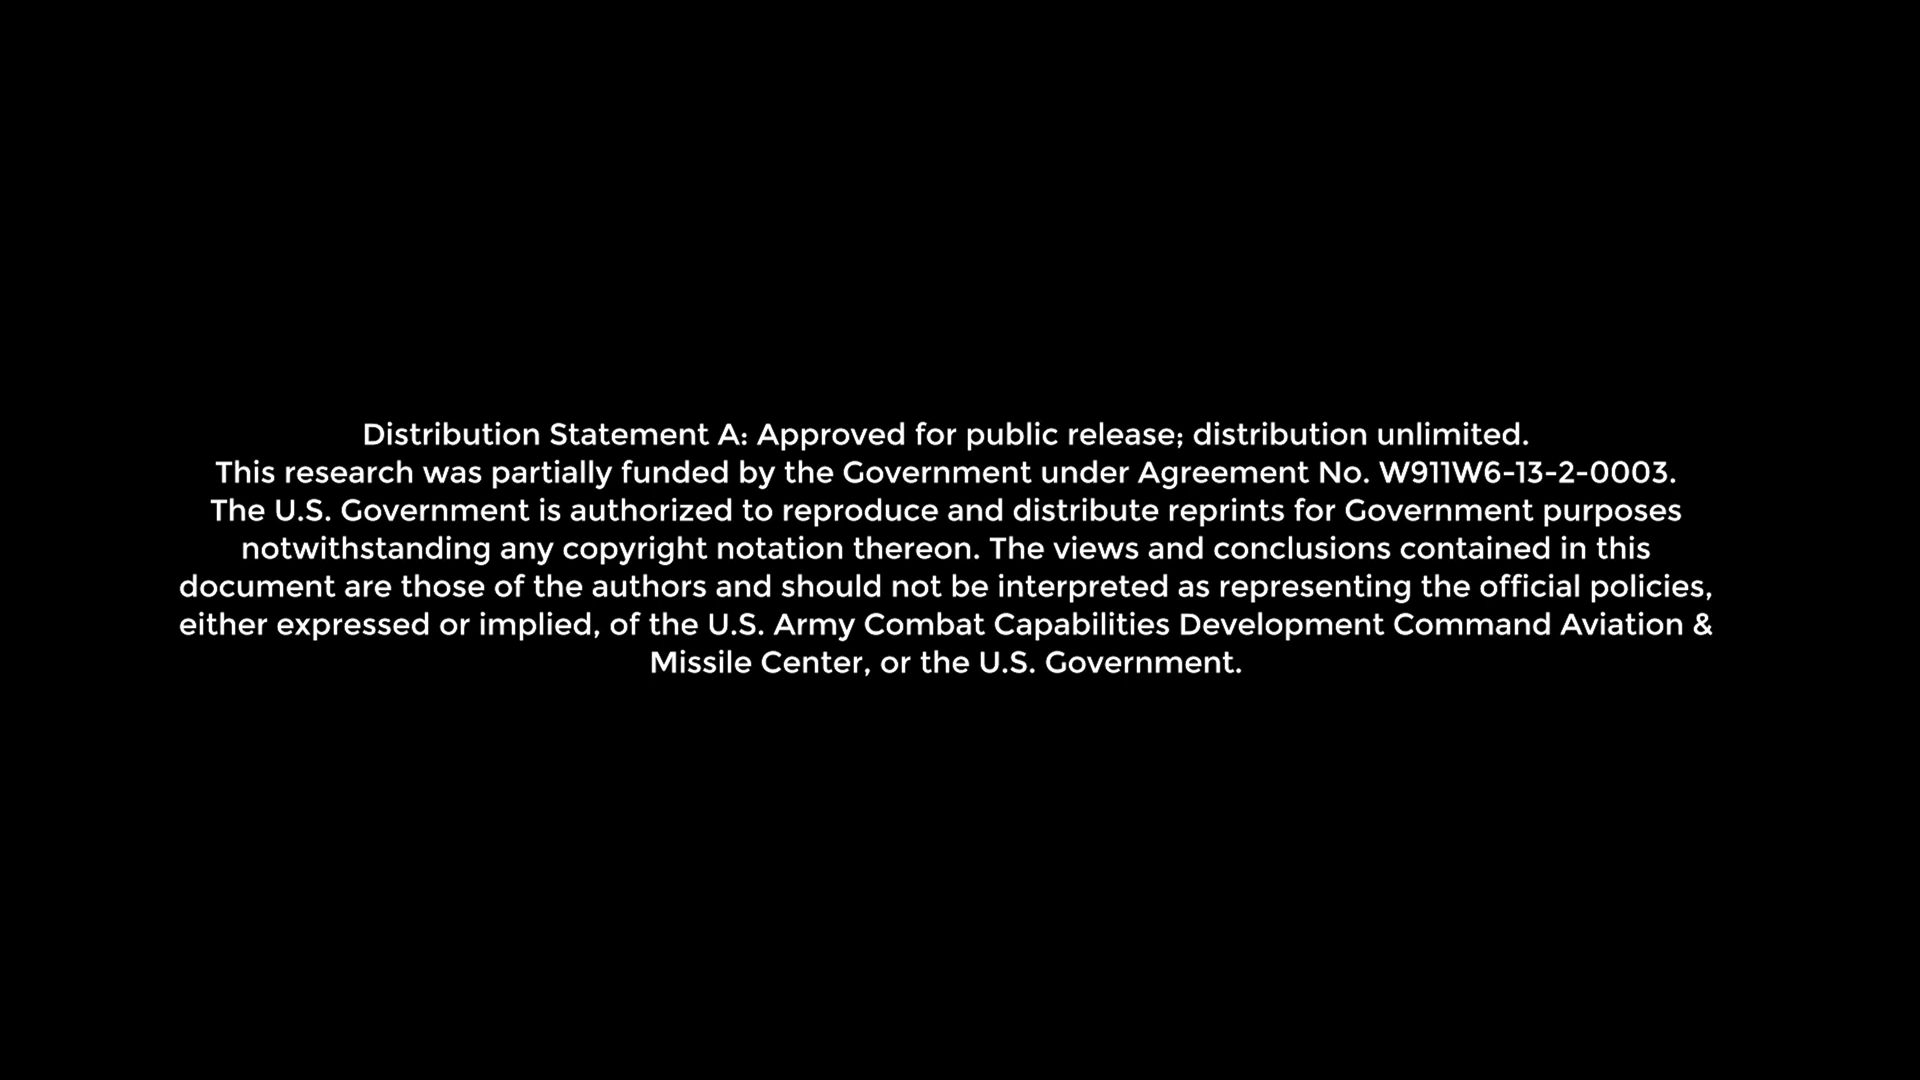 Distribution Statement A: Approved for public release; distribution unlimited.
This research was partially funded by the Government under Agreement No. W911W6-13-2-0003.
The U.S. Government is authorized to reproduce and distribute reprints for Government purposes
notwithstanding any copyright notation thereon. The views and conclusions contained in this
document are those of the authors and should not be interpreted as representing the official policies,
either expressed or implied, of the U.S. Army Combat Capabilities Development Command Aviation &
Missile Center, or the U.S. Government.